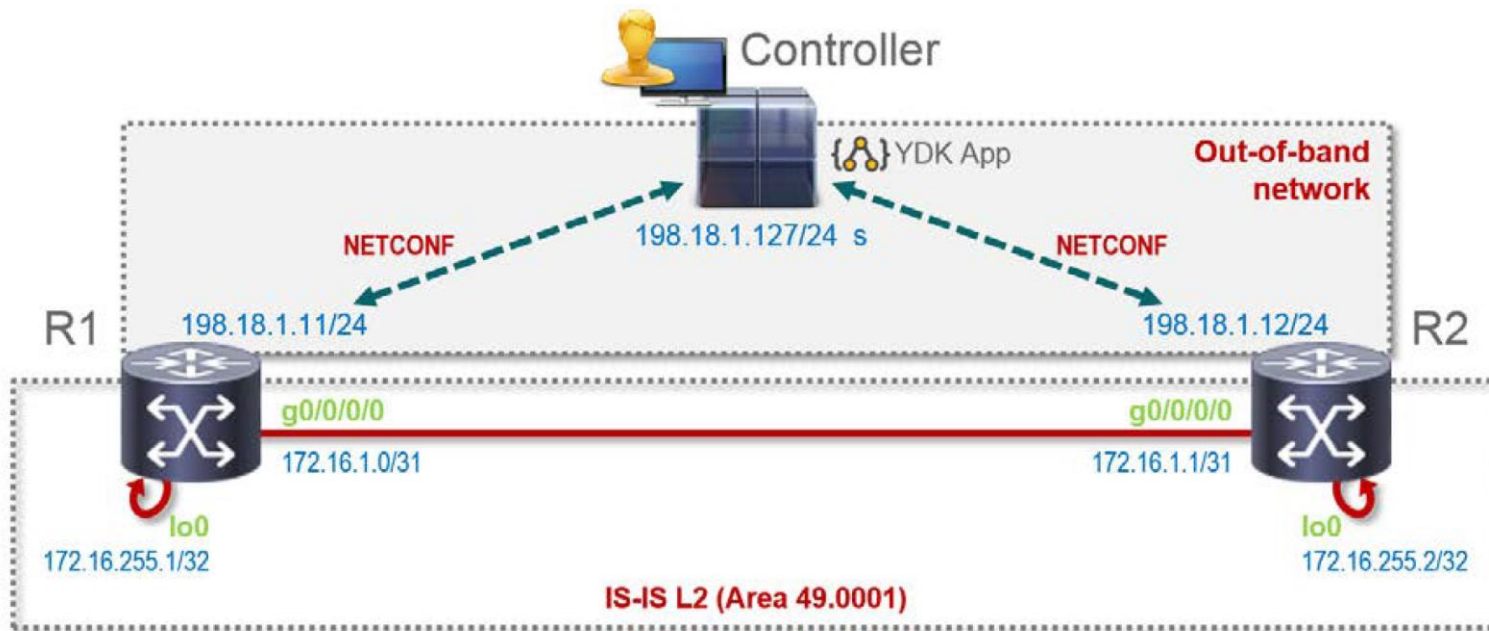 Controller
{ } YDK App
Out-of-band
network
198.18.1.127/24 s
NETCONF
NETCONF
R1
198.18.1.11/24
198.18.1.12/24
R2
g0/0/0/0
g0/0/0/0
172.16.1.0/31
172.16.1.1/31
lo0
lo0
172.16.255.1/32
172.16.255.2/32
IS-IS L2 (Area 49.0001)